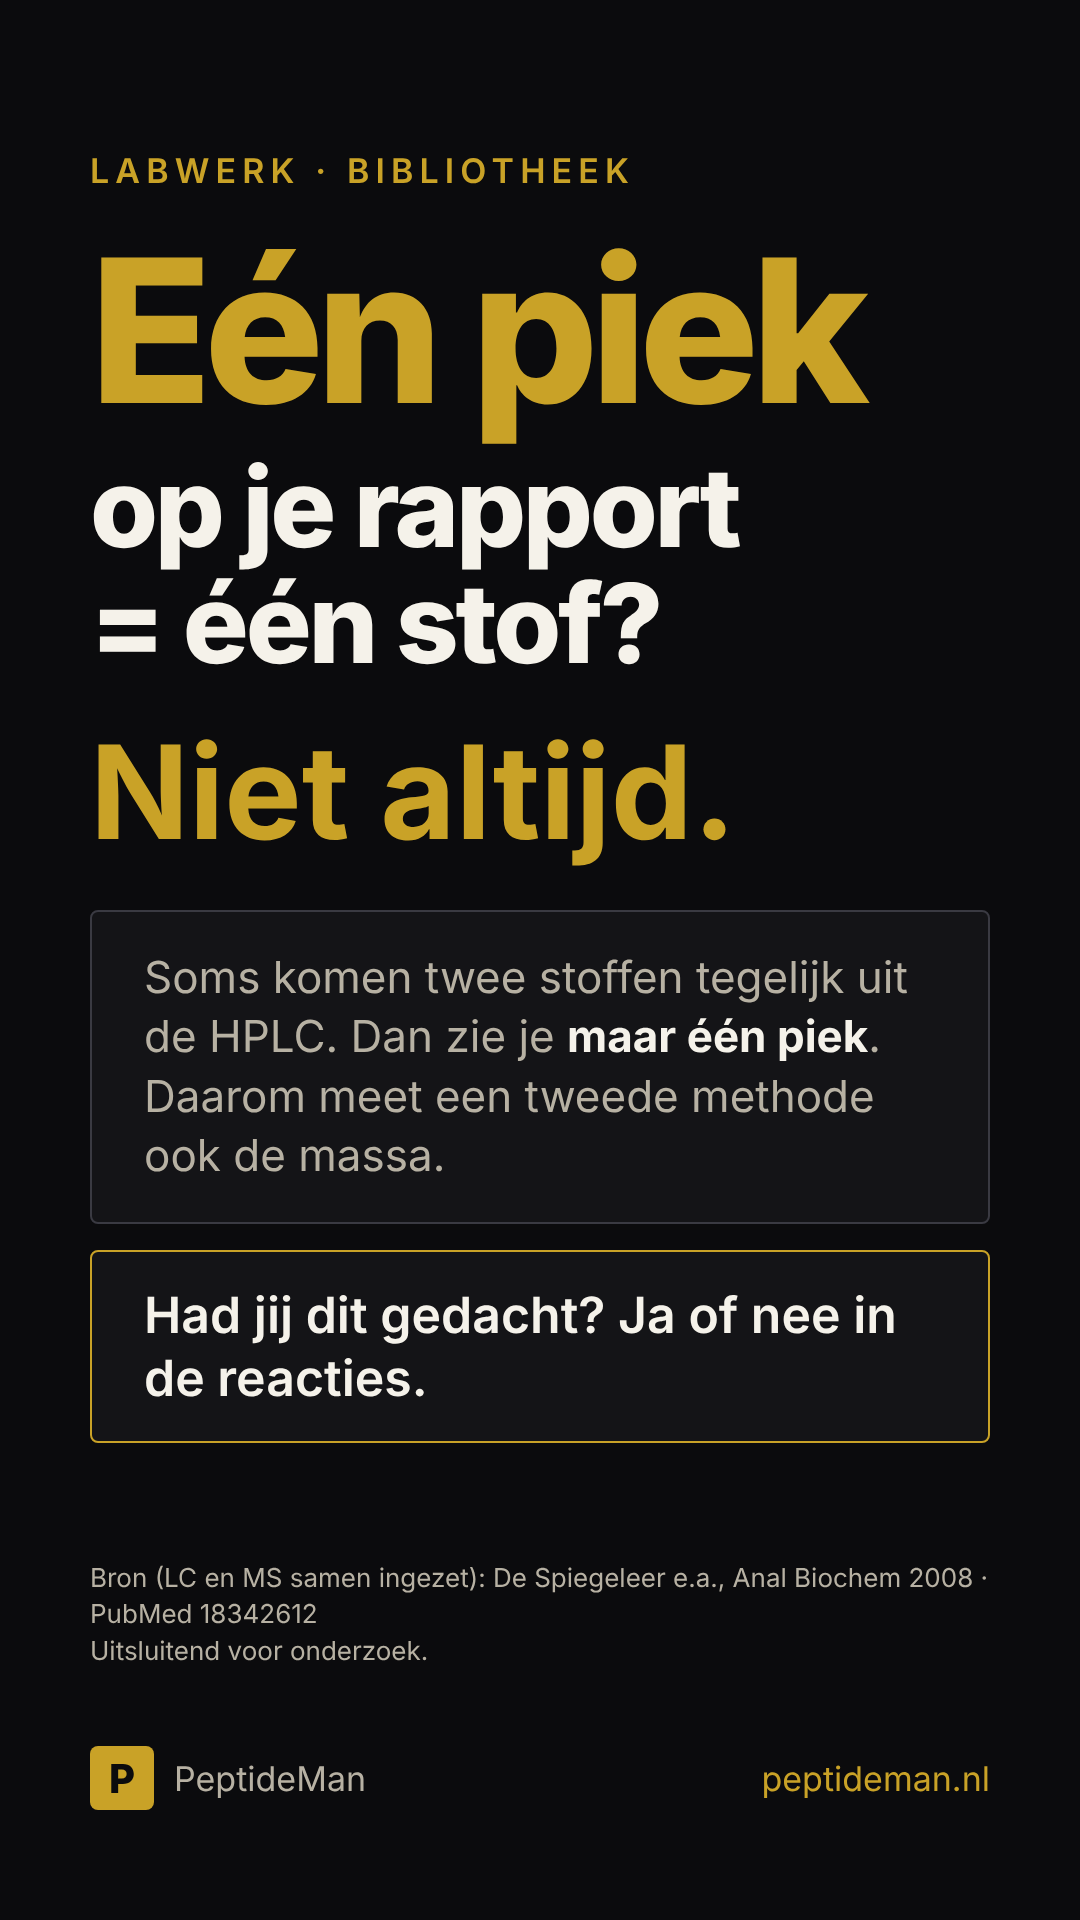 LABWERK · BIBLIOTHEEK
Eén piek
op je rapport
= één stof?
Niet altijd.
Soms komen twee stoffen tegelijk uit
de HPLC. Dan zie je maar één piek.
Daarom meet een tweede methode
ook de massa.
Had jij dit gedacht? Ja of nee in
de reacties.
Bron (LC en MS samen ingezet): De Spiegeleer e.a., Anal Biochem 2008 ·
PubMed 18342612
Uitsluitend voor onderzoek.
P PeptideMan
peptideman.nl